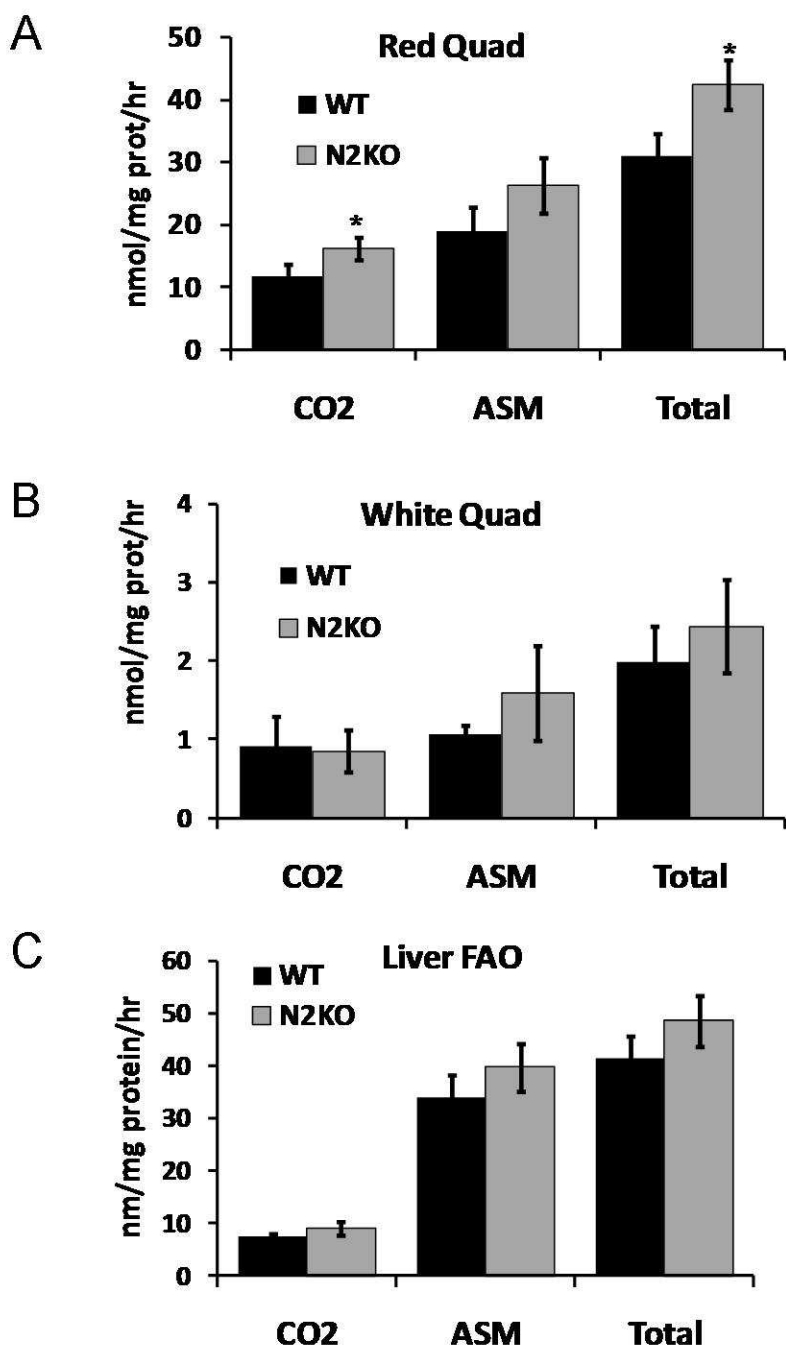 A
Red Quad
WT
N2KO
nmol/mg prot/hr
50
40
30
20
10
0
*
*
CO2 ASM Total
B
White Quad
WT
N2KO
nmol/mg prot/hr
4
3
2
1
0
CO2 ASM Total
C
Liver FAO
WT
N2KO
nm/mg protein/hr
60
50
40
30
20
10
0
CO2 ASM Total